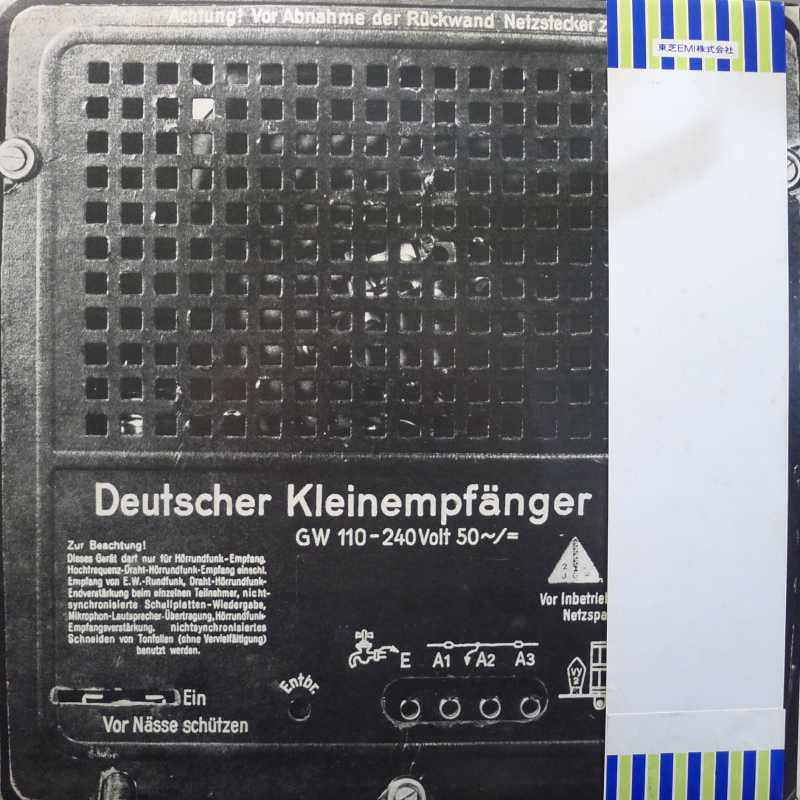 Achtung! Vor Abnahme der Rückwand Netzstecker z
東芝EMI株式会社
Deutscher Kleinempfänger
GW 110-240 Volt 50~/=
Zur Beachtung!
Dieses Gerät darf nur für Hörrundfunk-Empfang,
Hochfrequenz-Draht-Hörrundfunk-Empfang einschl.
Empfang von E.W.-Rundfunk, Draht-Hörrundfunk-
Endverstärkung beim einzelnen Teilnehmer, nicht-
synchronisierte Schallplatten-Wiedergabe,
Mikrophon-Lautsprecher-Übertragung, Hörrundfunk-
Empfangsverstärkung, nichtsynchronisiertes
Schneiden von Tonfolien (ohne Vervielfältigung)
benutzt werden.
Vor Inbetrie
Netzspa
E A1 A2 A3
VY
2
Entbr.
Ein
Vor Nässe schützen